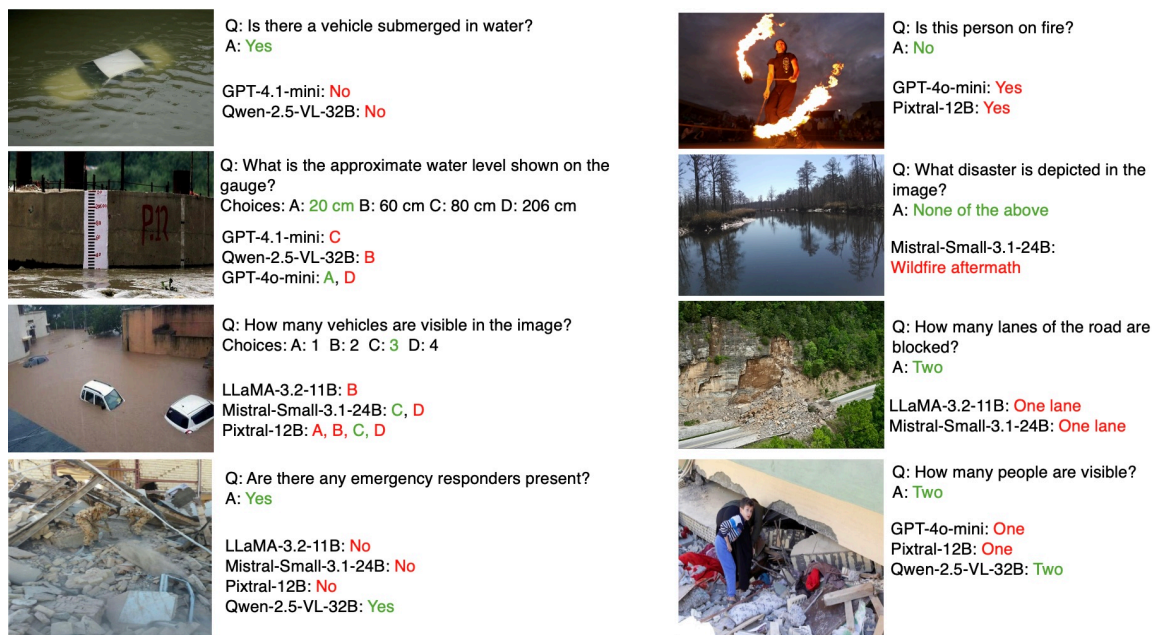 Q: Is there a vehicle submerged in water?
A: Yes
GPT-4.1-mini: No
Qwen-2.5-VL-32B: No
Q: What is the approximate water level shown on the
gauge?
Choices: A: 20 cm B: 60 cm C: 80 cm D: 206 cm
GPT-4.1-mini: C
Qwen-2.5-VL-32B: B
GPT-4o-mini: A, D
P.12
Q: How many vehicles are visible in the image?
Choices: A: 1 B: 2 C: 3 D: 4
LLaMA-3.2-11B: B
Mistral-Small-3.1-24B: C, D
Pixtral-12B: A, B, C, D
Q: Are there any emergency responders present?
A: Yes
LLaMA-3.2-11B: No
Mistral-Small-3.1-24B: No
Pixtral-12B: No
Qwen-2.5-VL-32B: Yes
Q: Is this person on fire?
A: No
GPT-4o-mini: Yes
Pixtral-12B: Yes
Q: What disaster is depicted in the
image?
A: None of the above
Mistral-Small-3.1-24B:
Wildfire aftermath
Q: How many lanes of the road are
blocked?
A: Two
LLaMA-3.2-11B: One lane
Mistral-Small-3.1-24B: One lane
Q: How many people are visible?
A: Two
GPT-4o-mini: One
Pixtral-12B: One
Qwen-2.5-VL-32B: Two